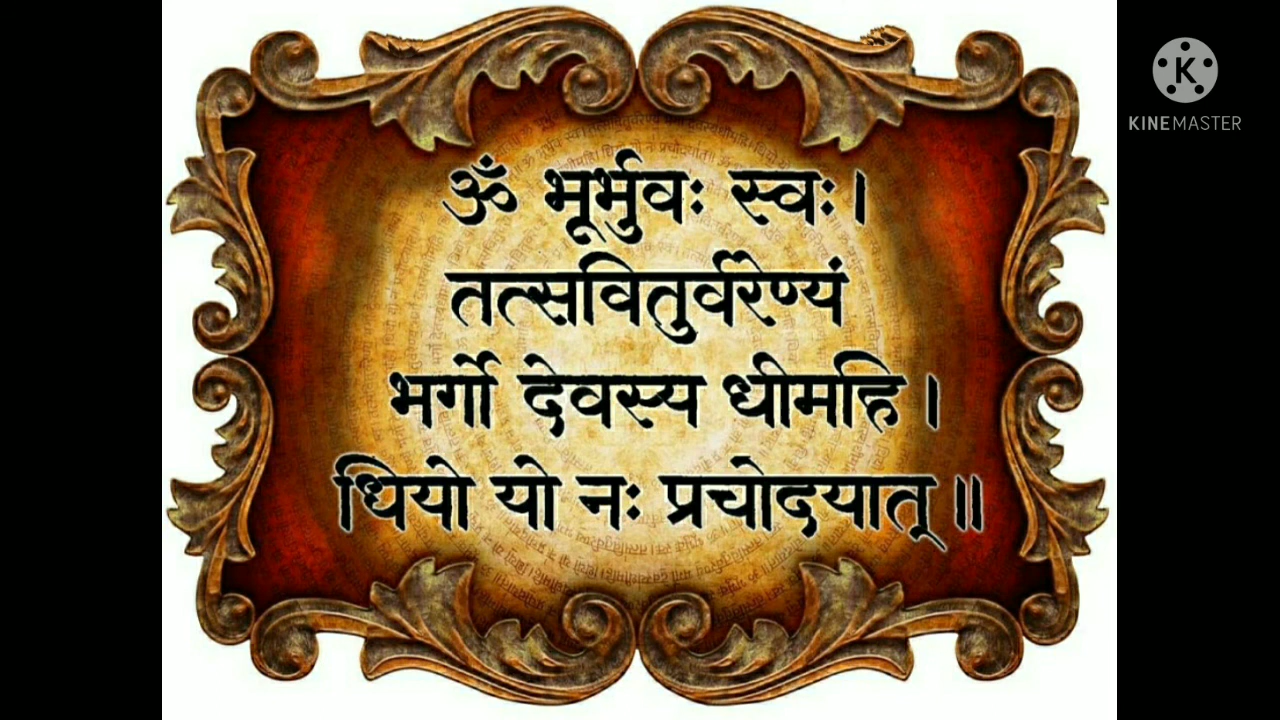 ॐ भूर्भुवः स्वः।
तत्सवितुर्वरेण्यं
भर्गो देवस्य धीमहि।
धियो यो नः प्रचोदयात्॥
K
KINEMASTER